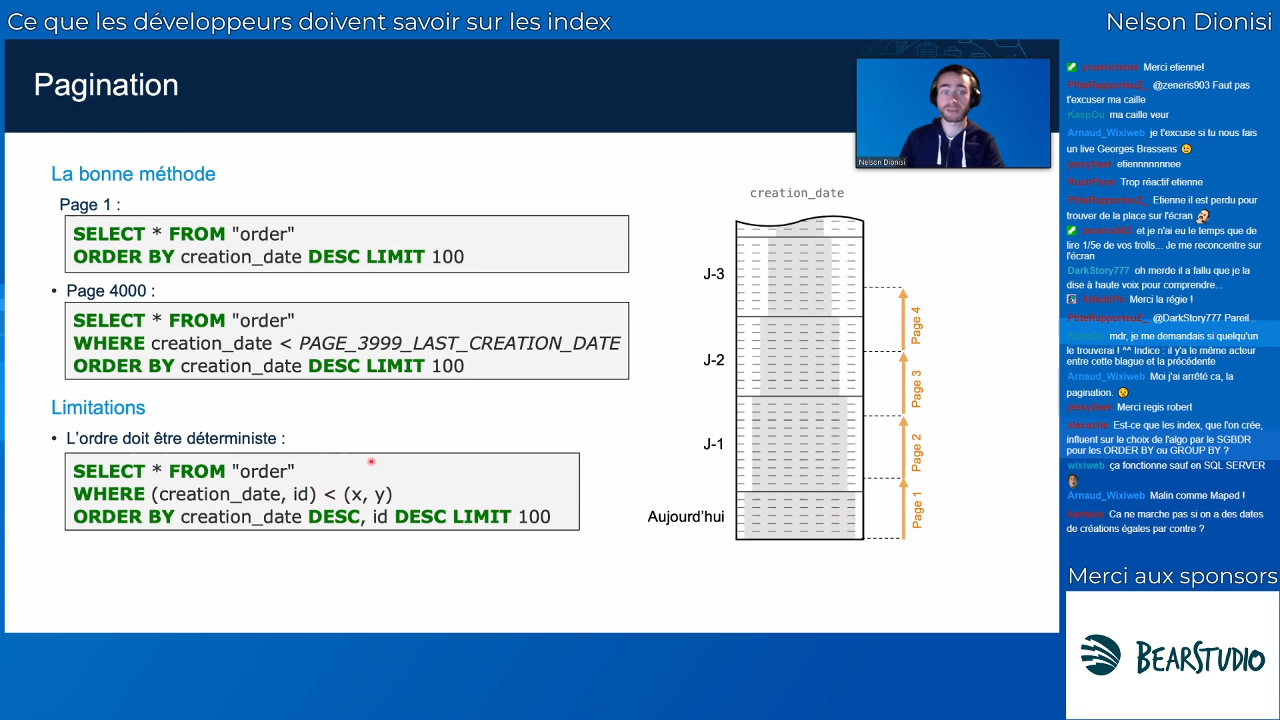 Ce que les développeurs doivent savoir sur les index
Nelson Dionisi
Pagination
Nelson Dionisi
La bonne méthode
Page 1 :
SELECT * FROM "order"
ORDER BY creation_date DESC LIMIT 100
• Page 4000 :
SELECT * FROM "order"
WHERE creation_date < PAGE_3999_LAST_CREATION_DATE
ORDER BY creation_date DESC LIMIT 100
Limitations
• L'ordre doit être déterministe :
SELECT * FROM "order"
WHERE (creation_date, id) < (x, y)
ORDER BY creation_date DESC, id DESC LIMIT 100
creation_date
J-3
J-2
J-1
Aujourd'hui
Page 4
Page 3
Page 2
Page 1
Merci etienne!
PtiteRapporteuZ_ @zeneris903 Faut pas
t'excuser ma caille
KaspOu ma caille veur
Arnaud_Wixiweb je t'excuse si tu nous fais
un live Georges Brassens
jessybaer etiennnnnnnee
Trop réactif etienne
PtiteRapporteuZ_ Etienne il est perdu pour
trouver de la place sur l'écran
zeneris903 et je n'ai eu le temps que de
lire 1/5e de vos trolls... Je me reconcentre sur
l'écran
DarkStory777 oh merde il a fallu que je la
dise à haute voix pour comprendre...
Merci la régie !
PtiteRapporteuZ_ @DarkStory777 Pareil...
KaspOu mdr, je me demandais si quelqu'un
le trouverai ! ^^ Indice : il y'a le même acteur
entre cette blague et la précédente
Arnaud_Wixiweb Moi j'ai arrêté ca, la
pagination.
jessybaer Merci regis robert
Est-ce que les index, que l'on crée,
influent sur le choix de l'algo par le SGBDR
pour les ORDER BY ou GROUP BY ?
wixiweb ça fonctionne sauf en SQL SERVER
Arnaud_Wixiweb Malin comme Maped !
Ca ne marche pas si on a des dates
de créations égales par contre ?
Merci aux sponsors
BEARSTUDIO